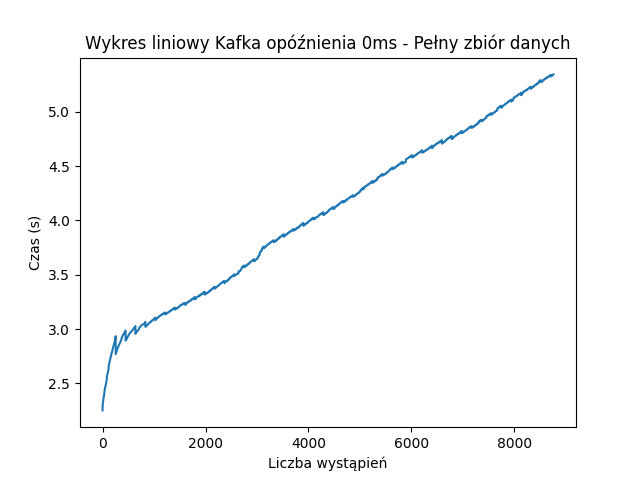 Wykres liniowy Kafka opóźnienia 0ms - Pełny zbiór danych
5.0
4.5
4.0
3.5
3.0
2.5
Czas (s)
0 2000 4000 6000 8000
Liczba wystąpień